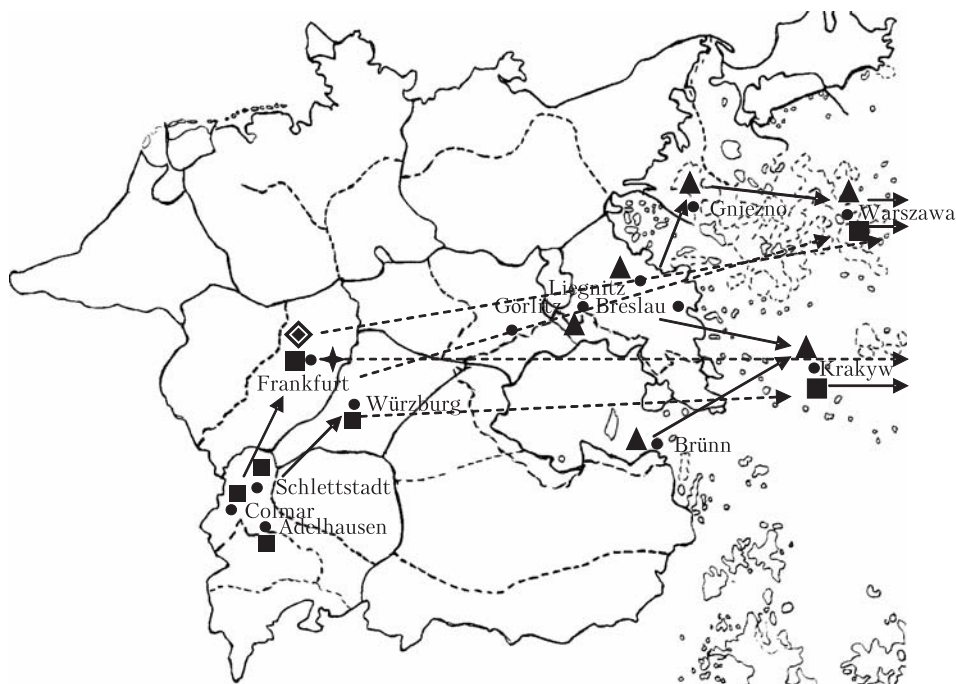 Gniezno
Warszawa
Liegnitz
Görlitz
Breslau
Frankfurt
Krakyw
Würzburg
Brünn
Schlettstadt
Colmar
Adelhausen